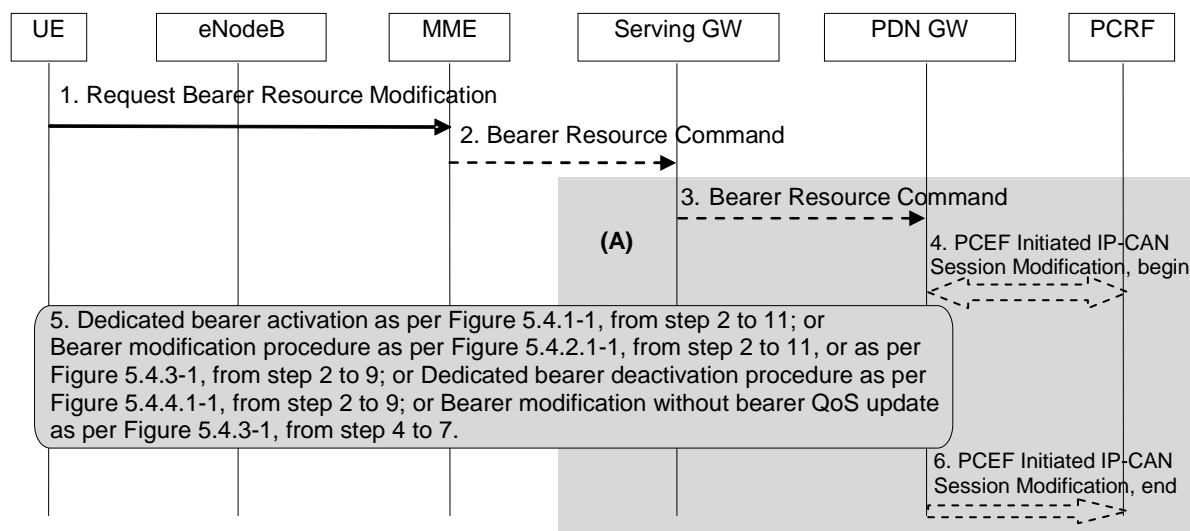 UE
eNodeB
MME
Serving GW
PDN GW
PCRF
1. Request Bearer Resource Modification
2. Bearer Resource Command
3. Bearer Resource Command
(A)
4. PCEF Initiated IP-CAN
Session Modification, begin
5. Dedicated bearer activation as per Figure 5.4.1-1, from step 2 to 11; or
Bearer modification procedure as per Figure 5.4.2.1-1, from step 2 to 11, or as per
Figure 5.4.3-1, from step 2 to 9; or Dedicated bearer deactivation procedure as per
Figure 5.4.4.1-1, from step 2 to 9; or Bearer modification without bearer QoS update
as per Figure 5.4.3-1, from step 4 to 7.
6. PCEF Initiated IP-CAN
Session Modification, end